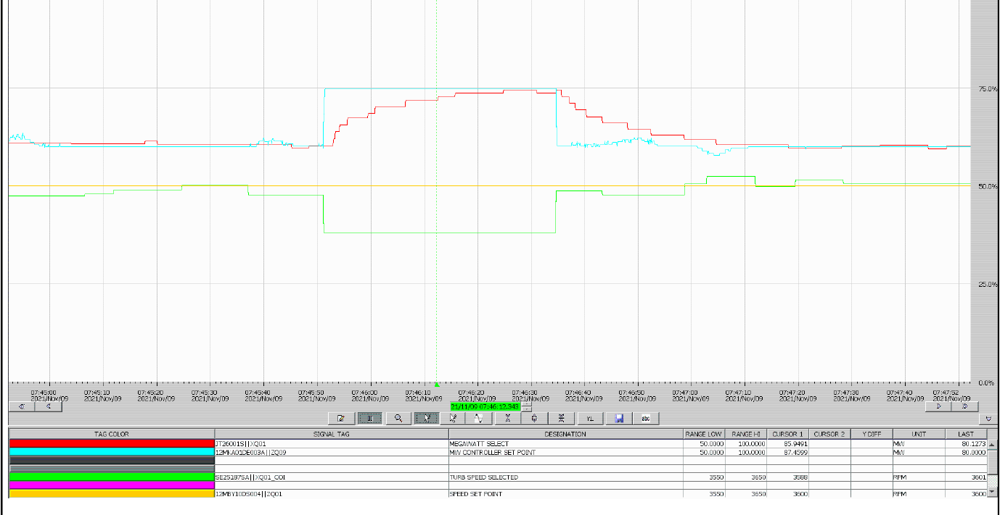 75.0%
50.0%
25.0%
0.0%
07:45:00 07:45:10 07:45:20 07:45:30 07:45:40 07:45:50 07:46:00 07:46:10 07:46:20 07:46:30 07:46:40 07:46:50 07:47:00 07:47:10 07:47:20 07:47:30 07:47:40 07:47:52
2021/Nov/09 2021/Nov/09 2021/Nov/09 2021/Nov/09 2021/Nov/09 2021/Nov/09 2021/Nov/09 2021/Nov/09 2021/Nov/09 2021/Nov/09 2021/Nov/09 2021/Nov/09 2021/Nov/09 2021/Nov/09 2021/Nov/09 2021/Nov/09 2021/Nov/09 2021/Nov/09
21/11/09 07:46:12.343
YL abc
TAG COLOR SIGNAL TAG DESIGNATION RANGE LOW RANGE HI CURSOR 1 CURSOR 2 Y DIFF UNIT LAST
JT26001S||XQ01 MEGAWATT SELECT 50.0000 100.0000 85.9491 MW 80.1273
12MKA01DE003A||ZQ09 MW CONTROLLER SET POINT 50.0000 100.0000 87.4599 MW 80.0000
SE25187SA||XQ01_COI TURB SPEED SELECTED 3550 3650 3588 RPM 3601
12MBY10DS004||ZQ01 SPEED SET POINT 3550 3650 3600 RPM 3600